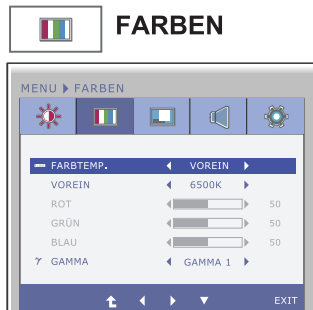 FARBEN
MENU ▶ FARBEN
FARBTEMP. ◀ VOREIN ▶
VOREIN ◀ 6500K ▶
ROT 50
GRÜN 50
BLAU 50
γ GAMMA ◀ GAMMA 1 ▶
EXIT